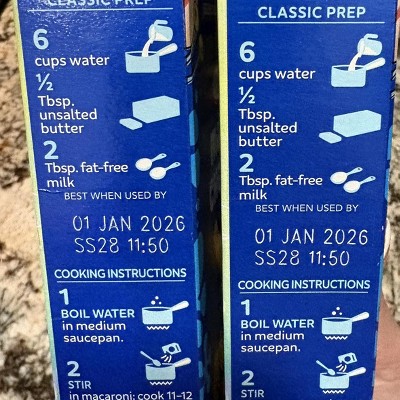 CLASSIC PREP
6
cups water
½
Tbsp.
unsalted
butter
2
Tbsp. fat-free
milk
BEST WHEN USED BY
01 JAN 2026
SS28 11:50
COOKING INSTRUCTIONS
1
BOIL WATER
in medium
saucepan.
2
STIR
in macaroni; cook 11-12
CLASSIC PREP
6
cups water
½
Tbsp.
unsalted
butter
2
Tbsp. fat-free
milk
BEST WHEN USED BY
01 JAN 2026
SS28 11:50
COOKING INSTRUCTIONS
1
BOIL WATER
in medium
saucepan.
2
STIR